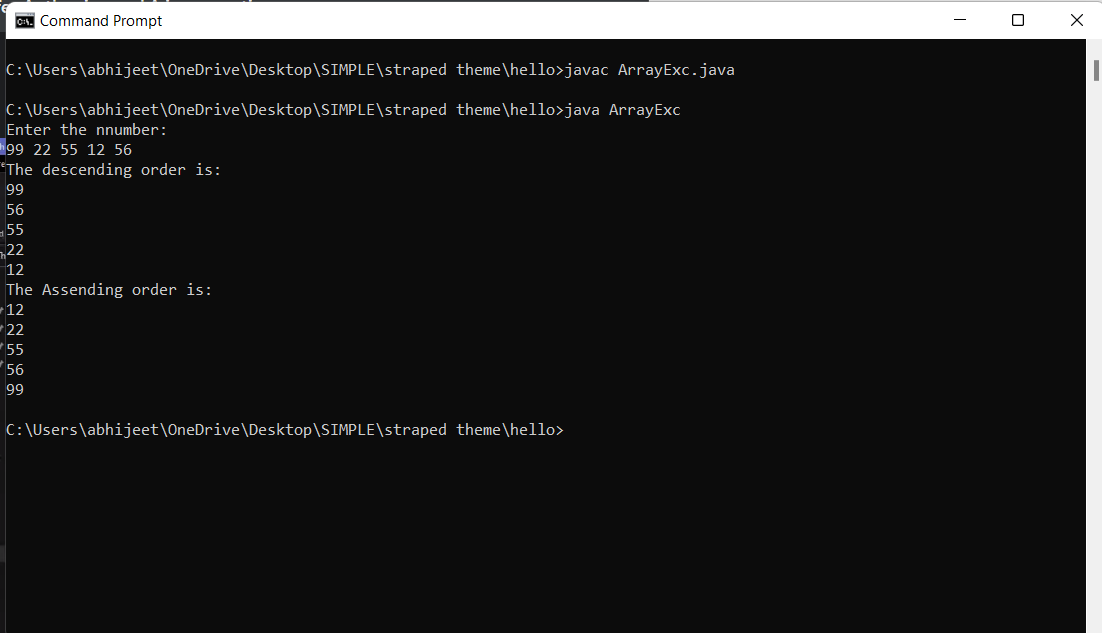 Command Prompt
C:\Users\abhijeet\OneDrive\Desktop\SIMPLE\straped theme\hello>javac ArrayExc.java
C:\Users\abhijeet\OneDrive\Desktop\SIMPLE\straped theme\hello>java ArrayExc
Enter the nnumber:
99 22 55 12 56
The descending order is:
99
56
55
22
12
The Assending order is:
12
22
55
56
99
C:\Users\abhijeet\OneDrive\Desktop\SIMPLE\straped theme\hello>